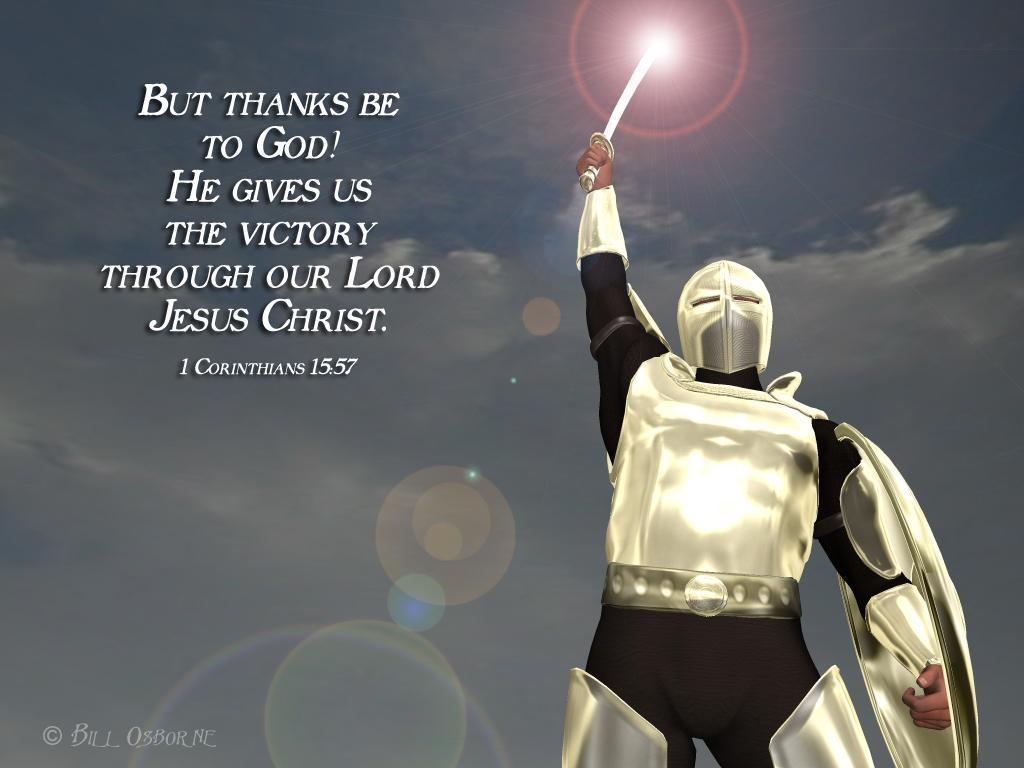 But thanks be
to God!
He gives us
the victory
through our Lord
Jesus Christ.
1 Corinthians 15:57
© Bill Osborne